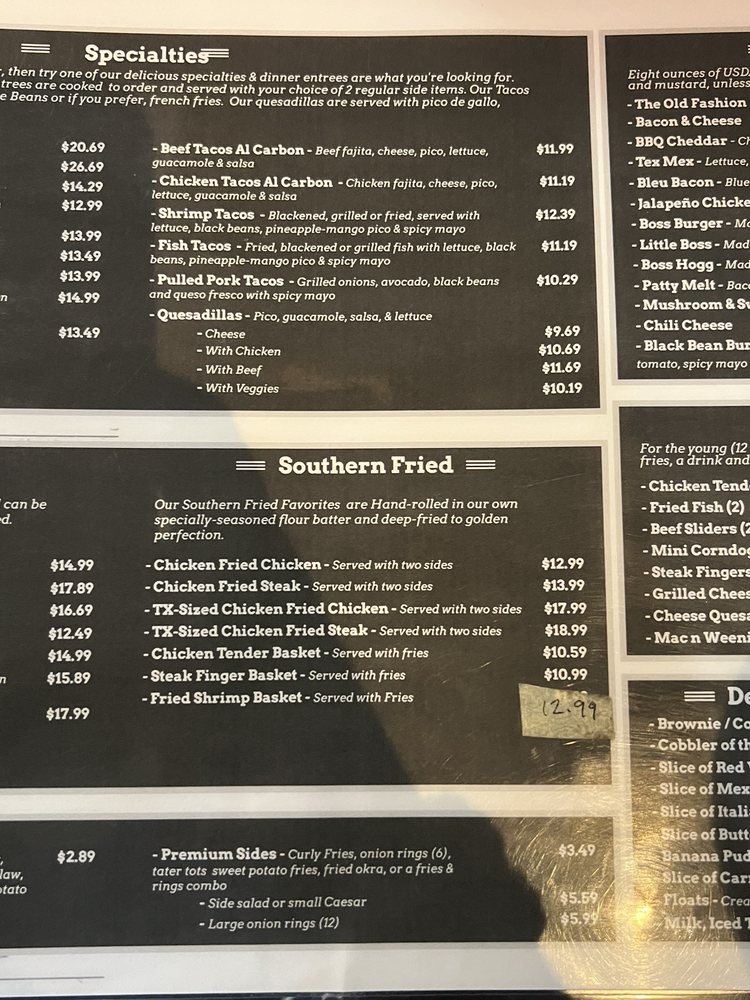 Specialties
, then try one of our delicious specialties & dinner entrees are what you're looking for.
trees are cooked to order and served with your choice of 2 regular side items. Our Tacos
e Beans or if you prefer, french fries. Our quesadillas are served with pico de gallo,
$20.69
$26.69
$14.29
$12.99
$13.99
$13.49
$13.99
n $14.99
$13.49
- Beef Tacos Al Carbon - Beef fajita, cheese, pico, lettuce, $11.99
guacamole & salsa
- Chicken Tacos Al Carbon - Chicken fajita, cheese, pico, $11.19
lettuce, guacamole & salsa
- Shrimp Tacos - Blackened, grilled or fried, served with $12.39
lettuce, black beans, pineapple-mango pico & spicy mayo
- Fish Tacos - Fried, blackened or grilled fish with lettuce, black $11.19
beans, pineapple-mango pico & spicy mayo
- Pulled Pork Tacos - Grilled onions, avocado, black beans $10.29
and queso fresco with spicy mayo
- Quesadillas - Pico, guacamole, salsa, & lettuce
- Cheese $9.69
- With Chicken $10.69
- With Beef $11.69
- With Veggies $10.19
Eight ounces of USD
and mustard, unless
- The Old Fashion
- Bacon & Cheese
- BBQ Cheddar - Ch
- Tex Mex - Lettuce,
- Bleu Bacon - Blue
- Jalapeño Chicke
- Boss Burger - Ma
- Little Boss - Mad
- Boss Hogg - Mad
- Patty Melt - Baco
- Mushroom & Sw
- Chili Cheese
- Black Bean Bur
tomato, spicy mayo
can be
d.
$14.99
$17.89
$16.69
$12.49
$14.99
n $15.89
$17.99
Southern Fried
Our Southern Fried Favorites are Hand-rolled in our own
specially-seasoned flour batter and deep-fried to golden
perfection.
- Chicken Fried Chicken - Served with two sides $12.99
- Chicken Fried Steak - Served with two sides $13.99
- TX-Sized Chicken Fried Chicken - Served with two sides $17.99
- TX-Sized Chicken Fried Steak - Served with two sides $18.99
- Chicken Tender Basket - Served with fries $10.59
- Steak Finger Basket - Served with fries $10.99
- Fried Shrimp Basket - Served with Fries
12.99
For the young (12
fries, a drink and
- Chicken Tend
- Fried Fish (2)
- Beef Sliders (2
- Mini Corndog
- Steak Fingers
- Grilled Chees
- Cheese Quesa
- Mac n Weeni
De
- Brownie / Co
- Cobbler of th
- Slice of Red V
- Slice of Mex
- Slice of Itali
- Slice of Butt
- Banana Pud
- Slice of Car
- Floats - Crea
- Milk, Iced T
law,
otato
$2.89
- Premium Sides - Curly Fries, onion rings (6), $3.49
tater tots sweet potato fries, fried okra, or a fries &
rings combo
- Side salad or small Caesar $5.59
- Large onion rings (12) $5.99